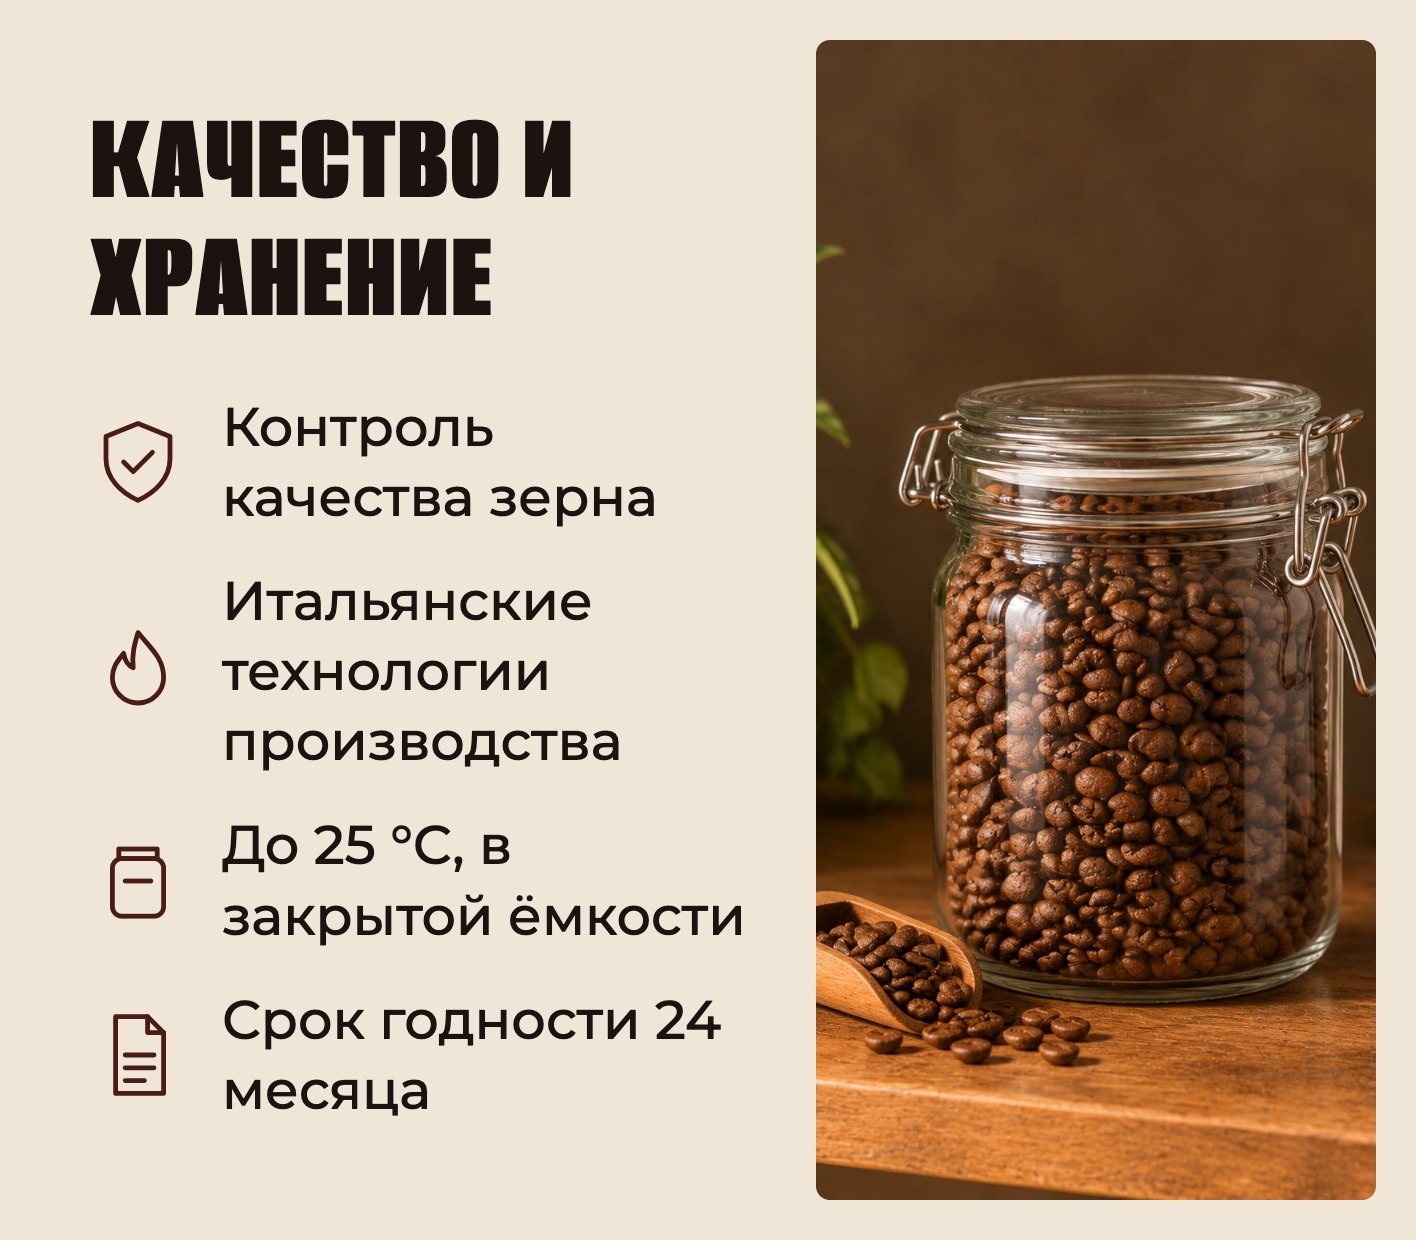 КАЧЕСТВО И
ХРАНЕНИЕ
Контроль
качества зерна
Итальянские
технологии
производства
До 25 °C, в
закрытой ёмкости
Срок годности 24
месяца